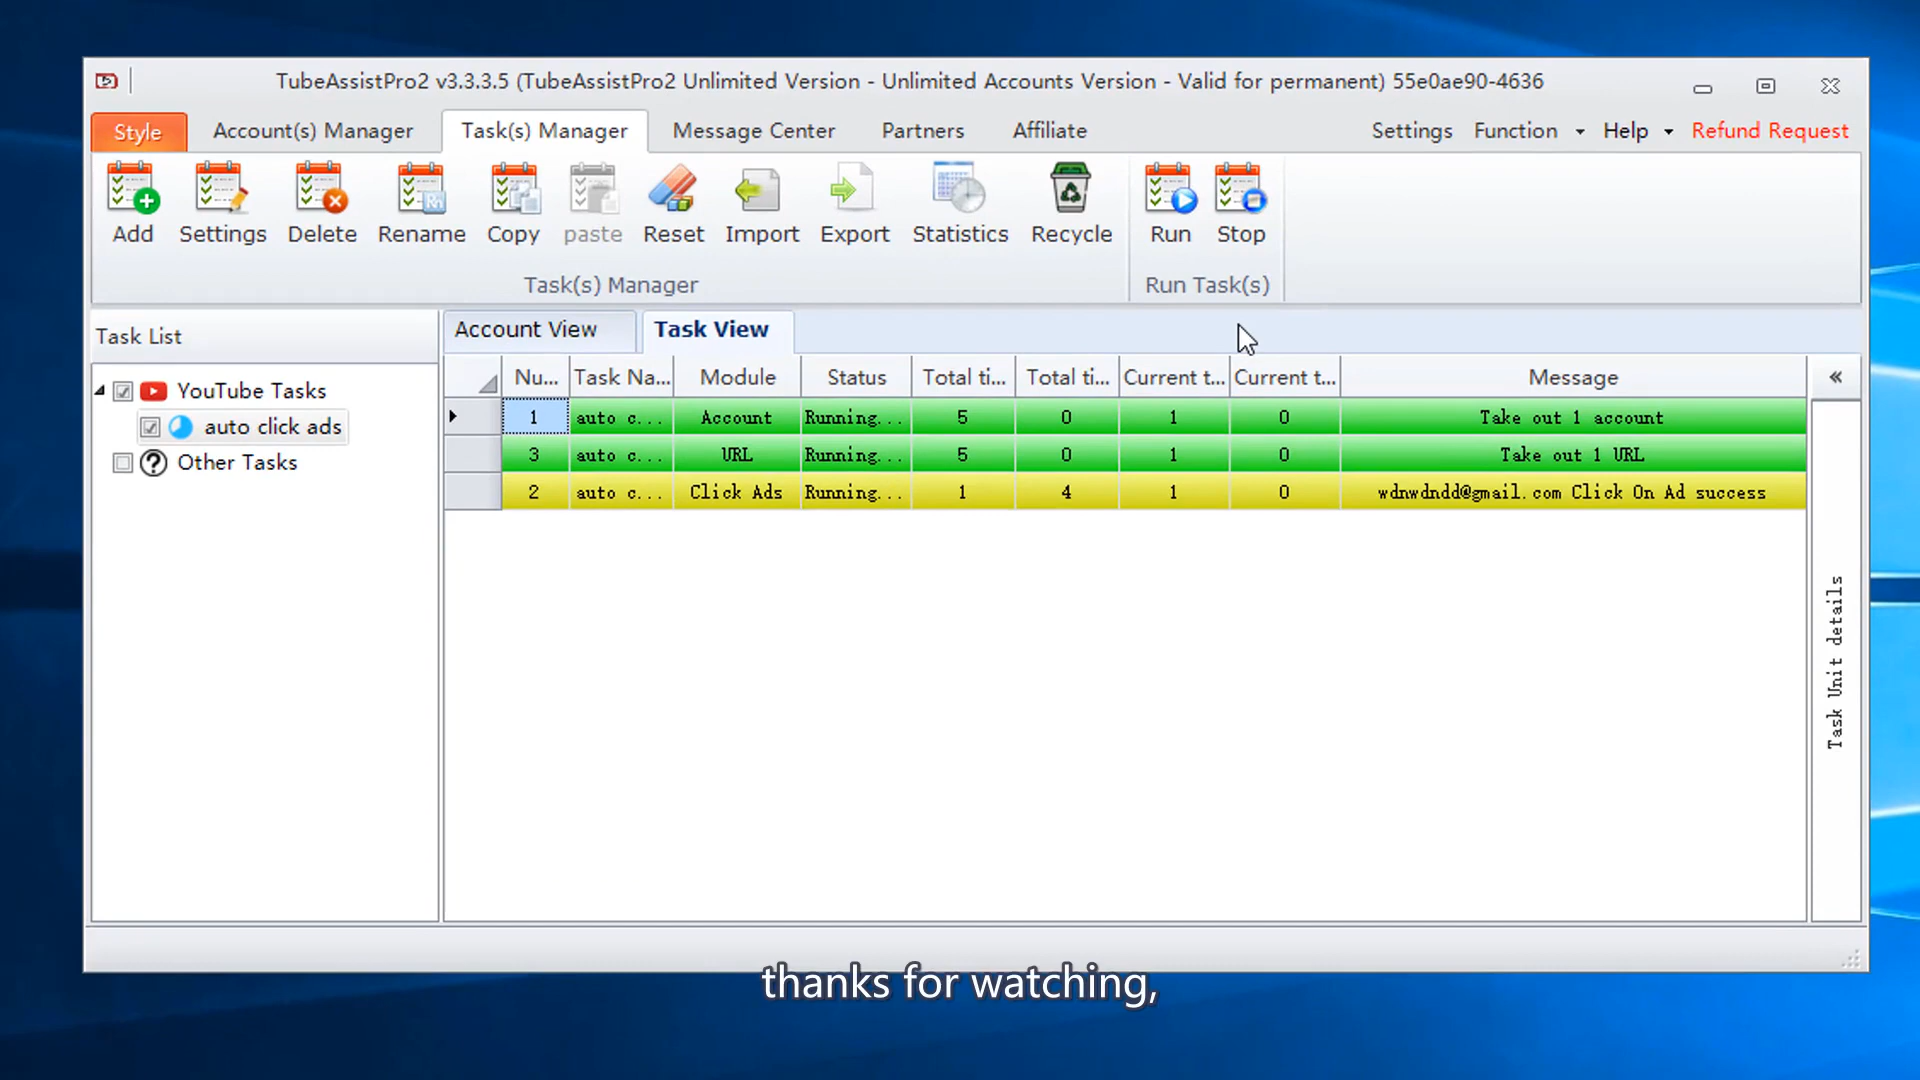 TubeAssistPro2 v3.3.3.5 (TubeAssistPro2 Unlimited Version - Unlimited Accounts Version - Valid for permanent) 55e0ae90-4636
Style Account(s) Manager Task(s) Manager Message Center Partners Affiliate Settings Function Help Refund Request
Add Settings Delete Rename Copy paste Reset Import Export Statistics Recycle Run Stop
Task(s) Manager Run Task(s)
Task List
YouTube Tasks
auto click ads
Other Tasks
Account View Task View
Nu... Task Na... Module Status Total ti... Total ti... Current t... Current t... Message
1 auto c... Account Running... 5 0 1 0 Take out 1 account
3 auto c... URL Running... 5 0 1 0 Take out 1 URL
2 auto c... Click Ads Running... 1 4 1 0 wdnwdndd@gmail.com Click On Ad success
Task Unit details
thanks for watching,